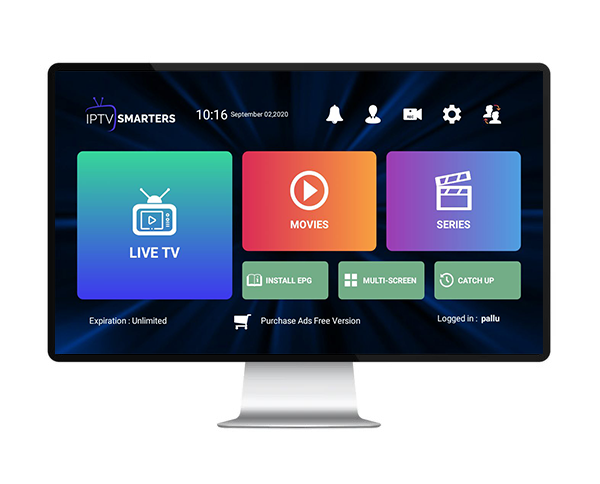 IPTV SMARTERS
10:16 September 02,2020
REC
LIVE TV
MOVIES
SERIES
INSTALL EPG
MULTI-SCREEN
CATCH UP
Expiration : Unlimited
Purchase Ads Free Version
Logged in : pallu